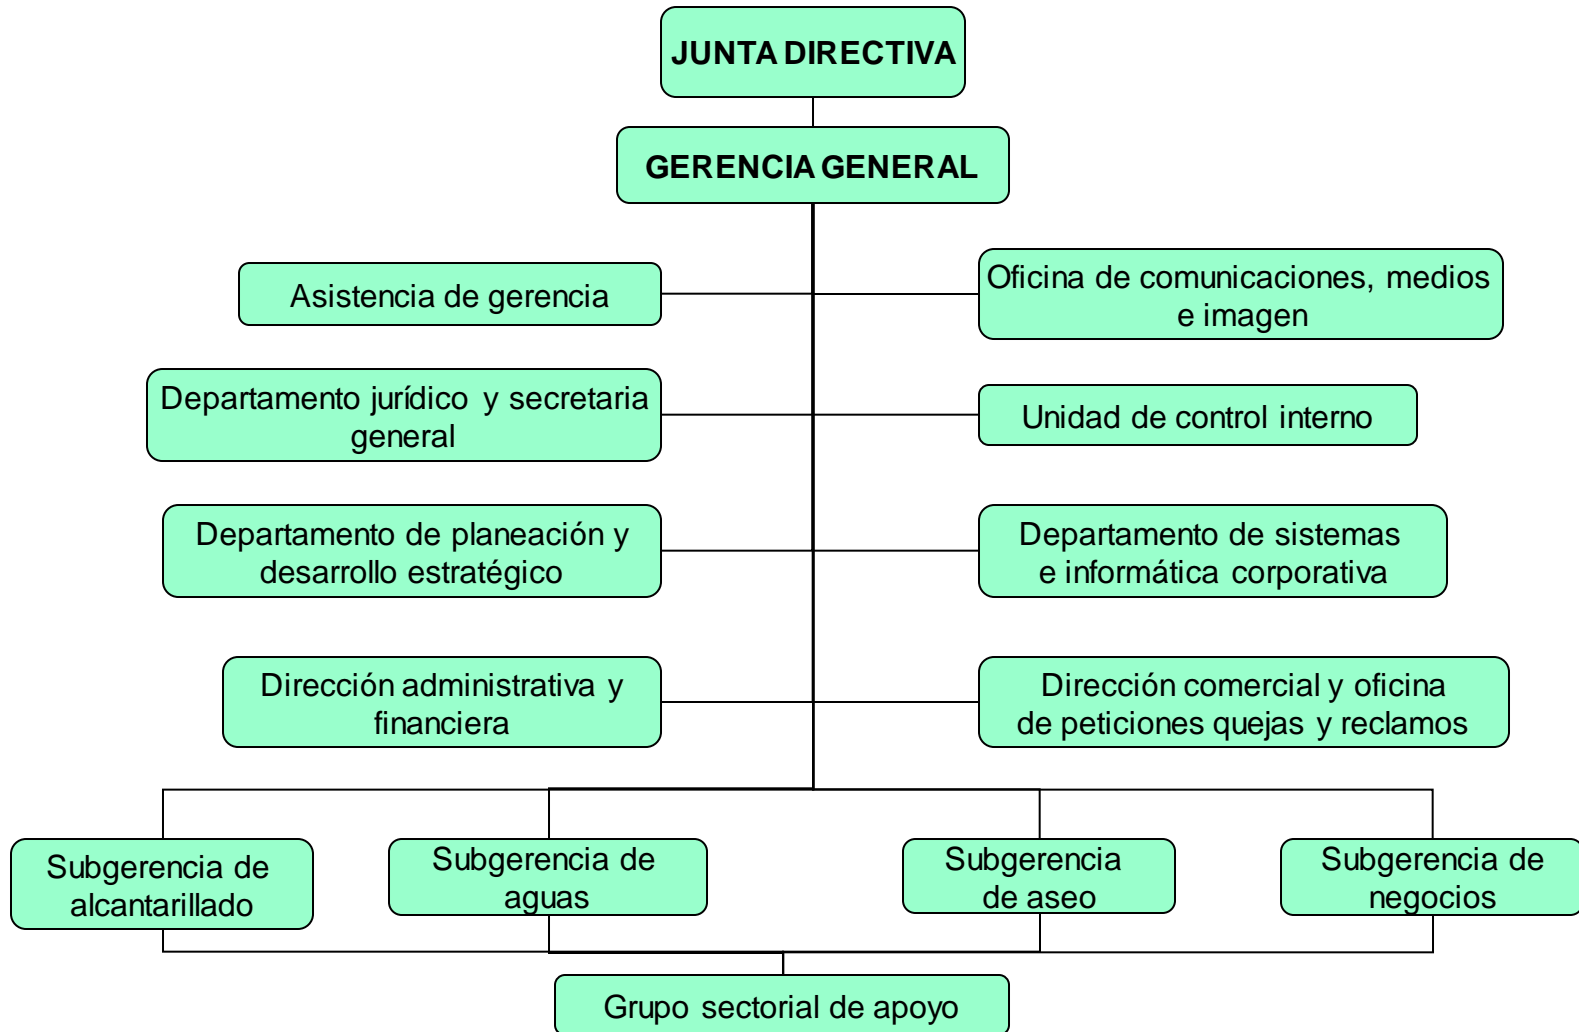 JUNTA DIRECTIVA
GERENCIA GENERAL
Asistencia de gerencia
Oficina de comunicaciones, medios
e imagen
Departamento jurídico y secretaria
general
Unidad de control interno
Departamento de planeación y
desarrollo estratégico
Departamento de sistemas
e informática corporativa
Dirección administrativa y
financiera
Dirección comercial y oficina
de peticiones quejas y reclamos
Subgerencia de
alcantarillado
Subgerencia de
aguas
Subgerencia
de aseo
Subgerencia de
negocios
Grupo sectorial de apoyo